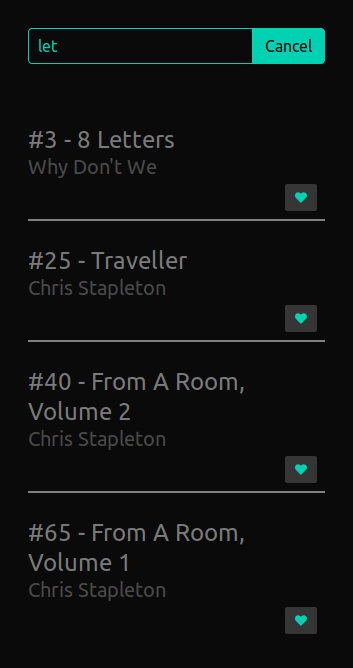 let Cancel
#3 - 8 Letters
Why Don't We
#25 - Traveller
Chris Stapleton
#40 - From A Room,
Volume 2
Chris Stapleton
#65 - From A Room,
Volume 1
Chris Stapleton